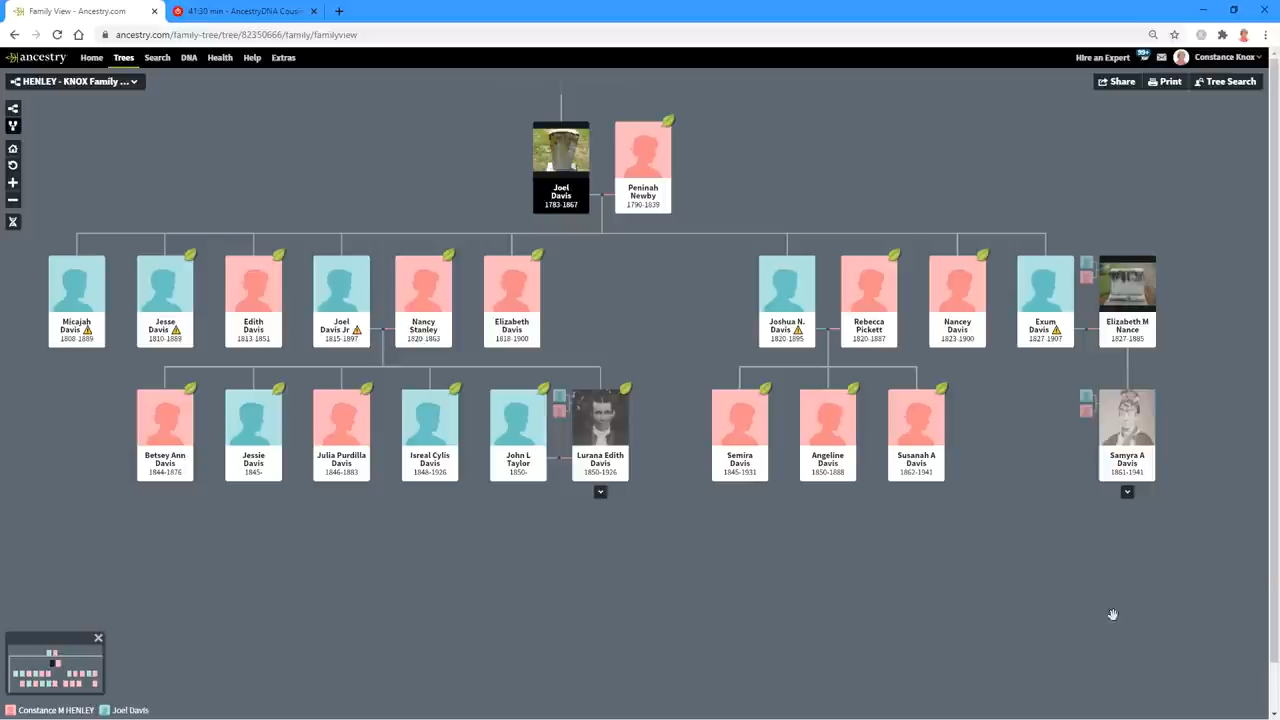 Family View - Ancestry.com
41:30 min - AncestryDNA Cousi
ancestry.com/family-tree/tree/82350666/family/familyview
ancestry Home Trees Search DNA Health Help Extras
Hire an Expert 99+ Constance Knox
HENLEY - KNOX Family ...
Share Print Tree Search
Joel
Davis
1783-1867
Peninah
Newby
1790-1839
Micajah
Davis
1808-1889
Jesse
Davis
1810-1889
Edith
Davis
1813-1851
Joel
Davis Jr
1815-1897
Nancy
Stanley
1820-1863
Elizabeth
Davis
1818-1900
Joshua N.
Davis
1820-1895
Rebecca
Pickett
1820-1887
Nancey
Davis
1823-1900
Exum
Davis
1827-1907
Elizabeth M
Nance
1827-1885
Betsey Ann
Davis
1844-1876
Jessie
Davis
1845-
Julia Purdilla
Davis
1846-1883
Isreal Cylis
Davis
1848-1926
John L
Taylor
1850-
Lurana Edith
Davis
1850-1926
Semira
Davis
1845-1931
Angeline
Davis
1850-1888
Susanah A
Davis
1862-1941
Samyra A
Davis
1861-1941
Constance M HENLEY Joel Davis